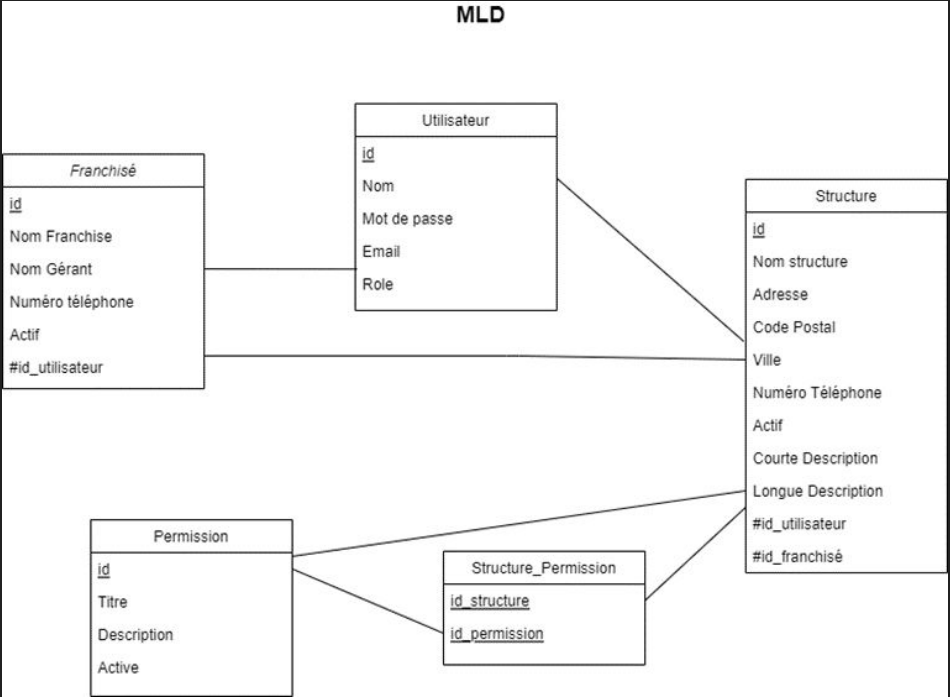 MLD
Utilisateur
id
Nom
Mot de passe
Email
Role
Franchisé
id
Nom Franchise
Nom Gérant
Numéro téléphone
Actif
#id_utilisateur
Structure
id
Nom structure
Adresse
Code Postal
Ville
Numéro Téléphone
Actif
Courte Description
Longue Description
#id_utilisateur
#id_franchisé
Permission
id
Titre
Description
Active
Structure_Permission
id_structure
id_permission